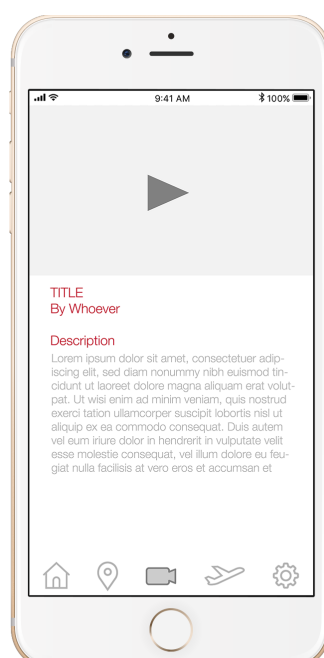 9:41 AM
100%
TITLE
By Whoever
Description
Lorem ipsum dolor sit amet, consectetuer adip-
iscing elit, sed diam nonummy nibh euismod tin-
cidunt ut laoreet dolore magna aliquam erat volut-
pat. Ut wisi enim ad minim veniam, quis nostrud
exerci tation ullamcorper suscipit lobortis nisl ut
aliquip ex ea commodo consequat. Duis autem
vel eum iriure dolor in hendrerit in vulputate velit
esse molestie consequat, vel illum dolore eu feu-
giat nulla facilisis at vero eros et accumsan et